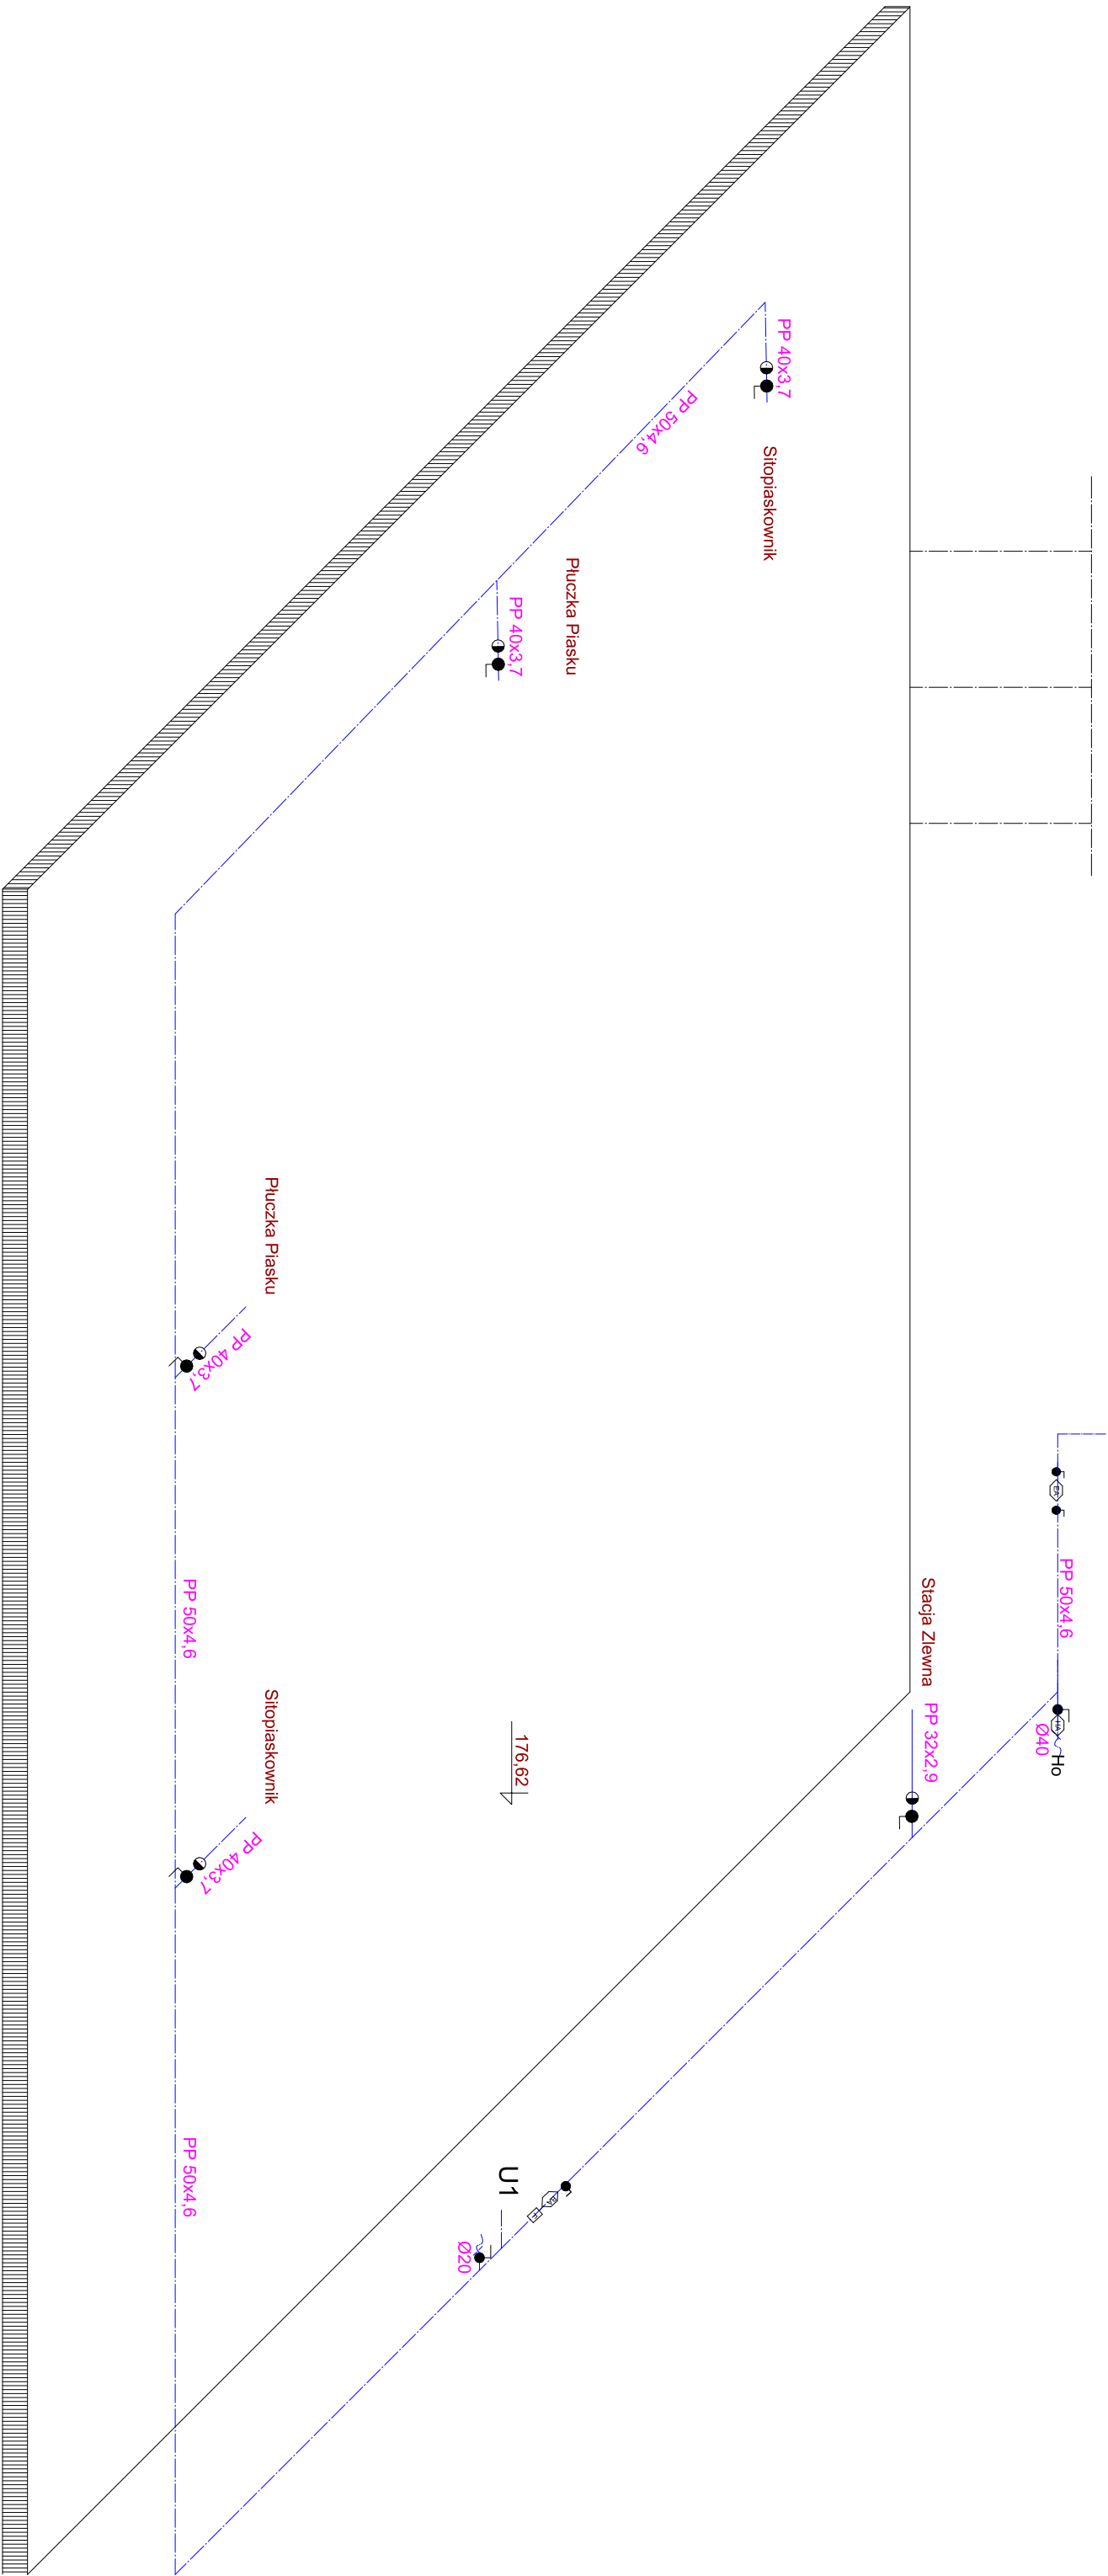 PP 40x3,7
Sitopiaskownik
PP 50x4,6
PP 40x3,7
Płuczka Piasku
Płuczka Piasku
PP 40x3,7
EA
PP 50x4,6
Stacja Zlewna
PP 32x2,9
HA
Ho
Ø40
PP 50x4,6
Sitopiaskownik
PP 40x3,7
176,62
U1
Ø20
PP 50x4,6